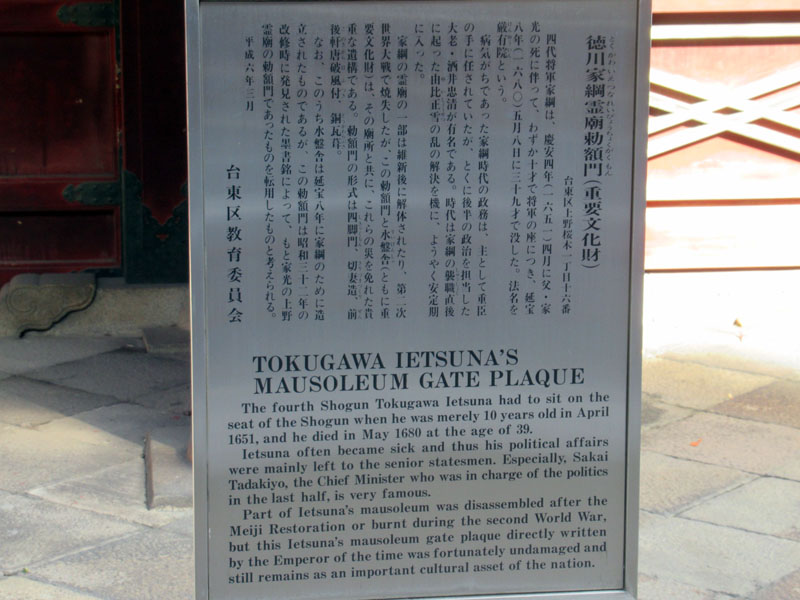 徳川家綱霊廟勅額門(重要文化財)
とくがわいえつなれいびょうちょくがくもん
台東区上野桜木一丁目十六番
四代将軍家綱は、慶安四年(一六五一)四月に父・家
光の死に伴って、わずか十才で将軍の座につき、延宝
八年(一六八〇)五月八日に三十九才で没した。法名を
厳有院という。
病気がちであった家綱時代の政務は、主として重臣
の手に任されていたが、とくに後半の政治を担当した
大老・酒井忠清が有名である。時代は家綱の襲職直後
に起った由比正雪の乱の解決を機に、ようやく安定期
に入った。
家綱の霊廟の一部は維新後に解体されたり、第二次
世界大戦で焼失したが、この勅額門と水盤舎(ともに重
要文化財)は、その廟所と共に、これらの災を免れた貴
重な遺構である。勅額門の形式は四脚門、切妻造、前
後軒唐破風付、銅瓦葺。
なお、このうち水盤舎は延宝八年に家綱のために造
立されたものであるが、この勅額門は昭和三十二年の
改修時に発見された墨書銘によって、もと家光の上野
霊廟の勅額門であったものを転用したものと考えられる。
平成六年三月
台東区教育委員会
TOKUGAWA IETSUNA'S
MAUSOLEUM GATE PLAQUE
The fourth Shogun Tokugawa Ietsuna had to sit on the
seat of the Shogun when he was merely 10 years old in April
1651, and he died in May 1680 at the age of 39.
Ietsuna often became sick and thus his political affairs
were mainly left to the senior statesmen. Especially, Sakai
Tadakiyo, the Chief Minister who was in charge of the politics
in the last half, is very famous.
Part of Ietsuna's mausoleum was disassembled after the
Meiji Restoration or burnt during the second World War,
but this Ietsuna's mausoleum gate plaque directly written
by the Emperor of the time was fortunately undamaged and
still remains as an important cultural asset of the nation.